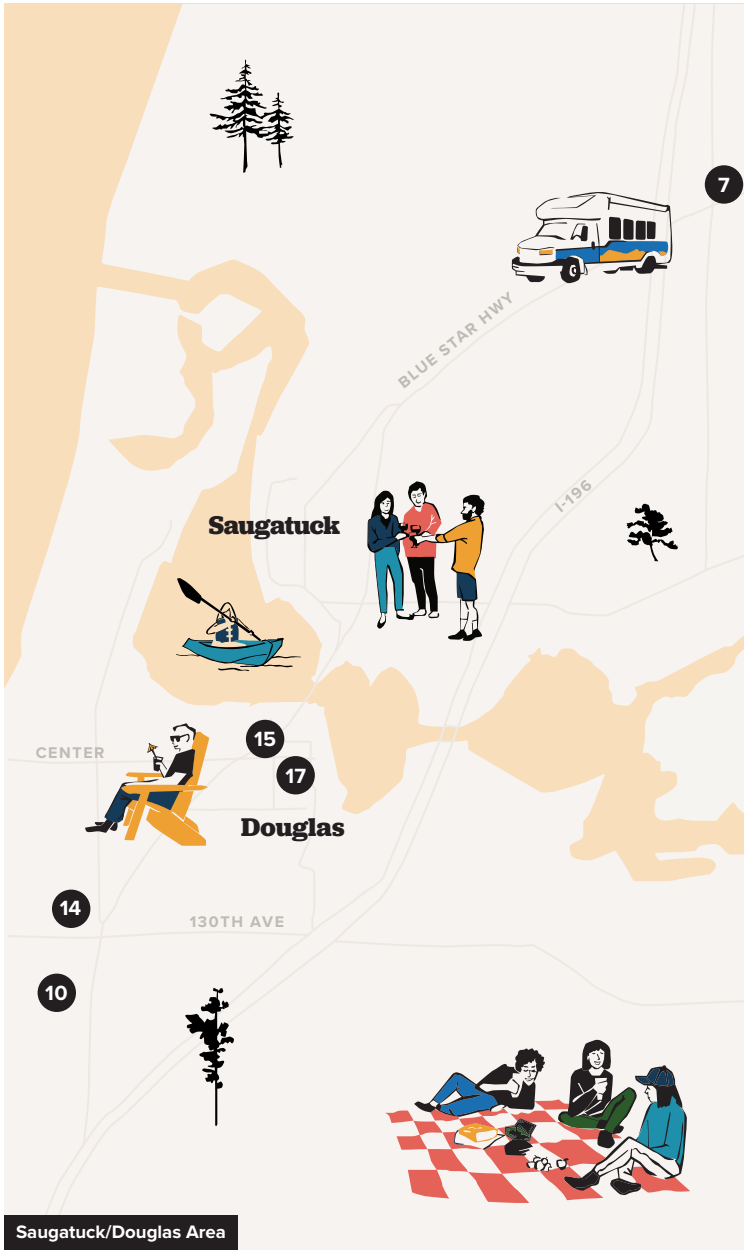 7
BLUE STAR HWY
I-196
Saugatuck
15
CENTER
17
Douglas
14
130TH AVE
10
Saugatuck/Douglas Area